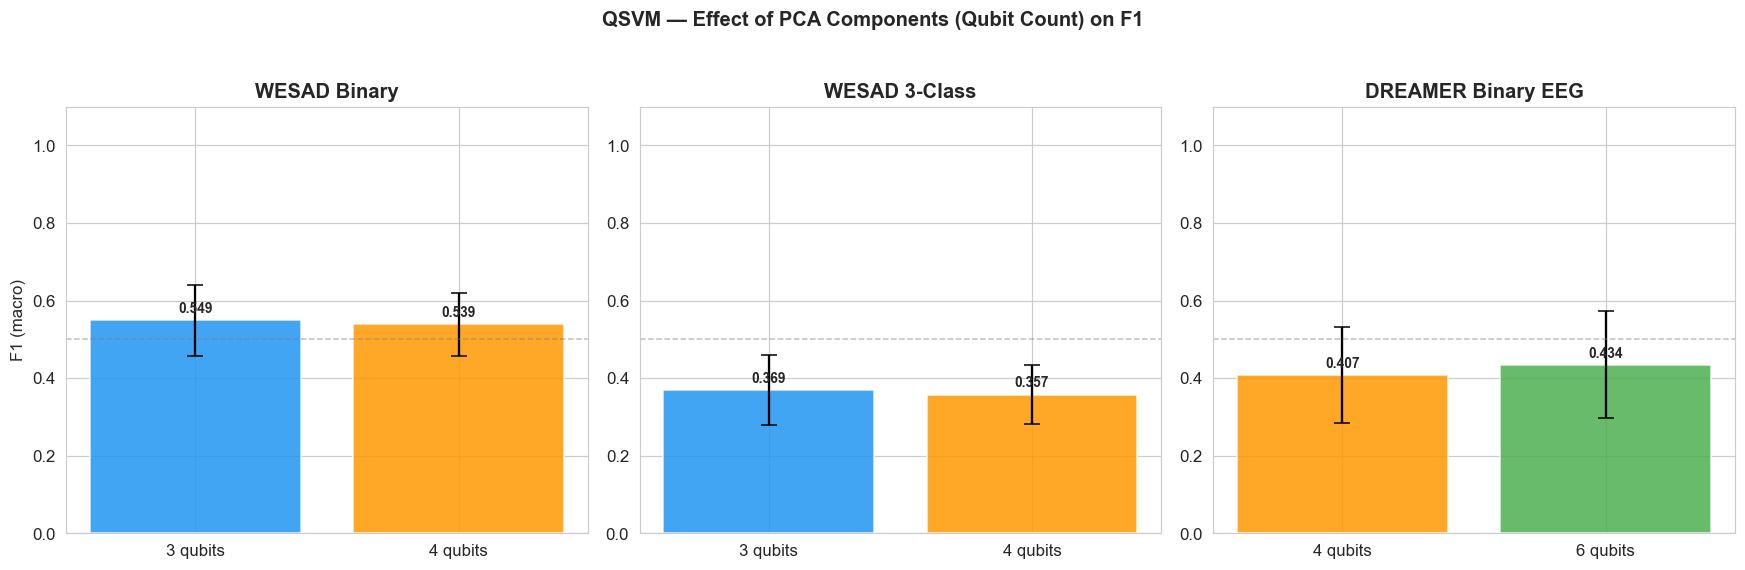 QSVM — Effect of PCA Components (Qubit Count) on F1
WESAD Binary
F1 (macro)
1.0
0.8
0.6
0.4
0.2
0.0
0.549
0.539
3 qubits
4 qubits
WESAD 3-Class
1.0
0.8
0.6
0.4
0.2
0.0
0.369
0.357
3 qubits
4 qubits
DREAMER Binary EEG
1.0
0.8
0.6
0.4
0.2
0.0
0.407
0.434
4 qubits
6 qubits